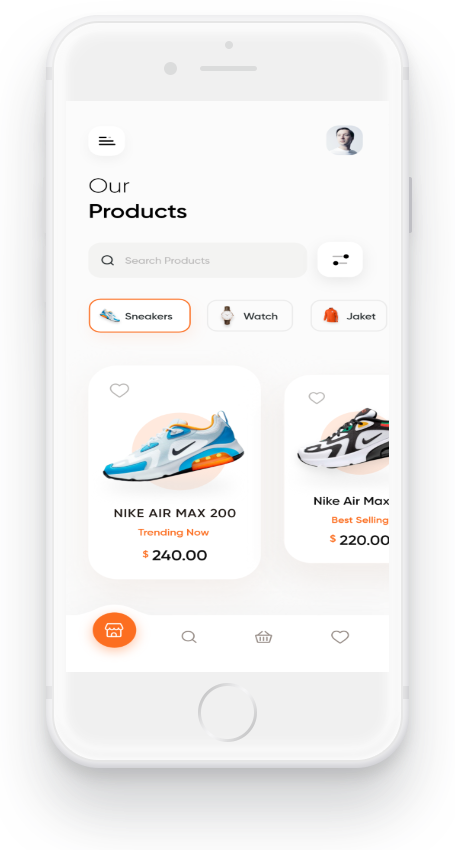 Our
Products
Search Products
Sneakers
Watch
Jaket
NIKE AIR MAX 200
Trending Now
$ 240.00
Nike Air Max
Best Selling
$ 220.00